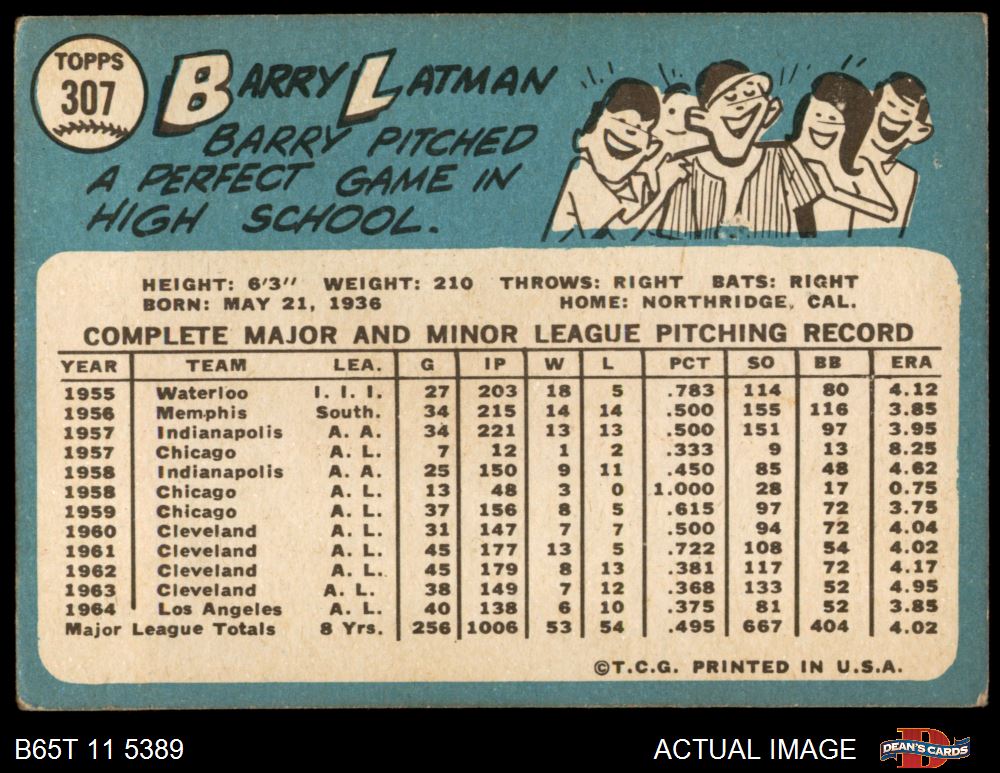 TOPPS
307
BARRY LATMAN
BARRY PITCHED
A PERFECT GAME IN
HIGH SCHOOL.
HEIGHT: 6'3" WEIGHT: 210 THROWS: RIGHT BATS: RIGHT
BORN: MAY 21, 1936 HOME: NORTHRIDGE, CAL.
COMPLETE MAJOR AND MINOR LEAGUE PITCHING RECORD
YEAR TEAM LEA. G IP W L PCT SO BB ERA
1955 Waterloo I. I. I. 27 203 18 5 .783 114 80 4.12
1956 Memphis South. 34 215 14 14 .500 155 116 3.85
1957 Indianapolis A. A. 34 221 13 13 .500 151 97 3.95
1957 Chicago A. L. 7 12 1 2 .333 9 13 8.25
1958 Indianapolis A. A. 25 150 9 11 .450 85 48 4.62
1958 Chicago A. L. 13 48 3 0 1.000 28 17 0.75
1959 Chicago A. L. 37 156 8 5 .615 97 72 3.75
1960 Cleveland A. L. 31 147 7 7 .500 94 72 4.04
1961 Cleveland A. L. 45 177 13 5 .722 108 54 4.02
1962 Cleveland A. L. 45 179 8 13 .381 117 72 4.17
1963 Cleveland A. L. 38 149 7 12 .368 133 52 4.95
1964 Los Angeles A. L. 40 138 6 10 .375 81 52 3.85
Major League Totals 8 Yrs. 256 1006 53 54 .495 667 404 4.02
©T.C.G. PRINTED IN U.S.A.
B65T 11 5389 ACTUAL IMAGE DEAN'S CARDS